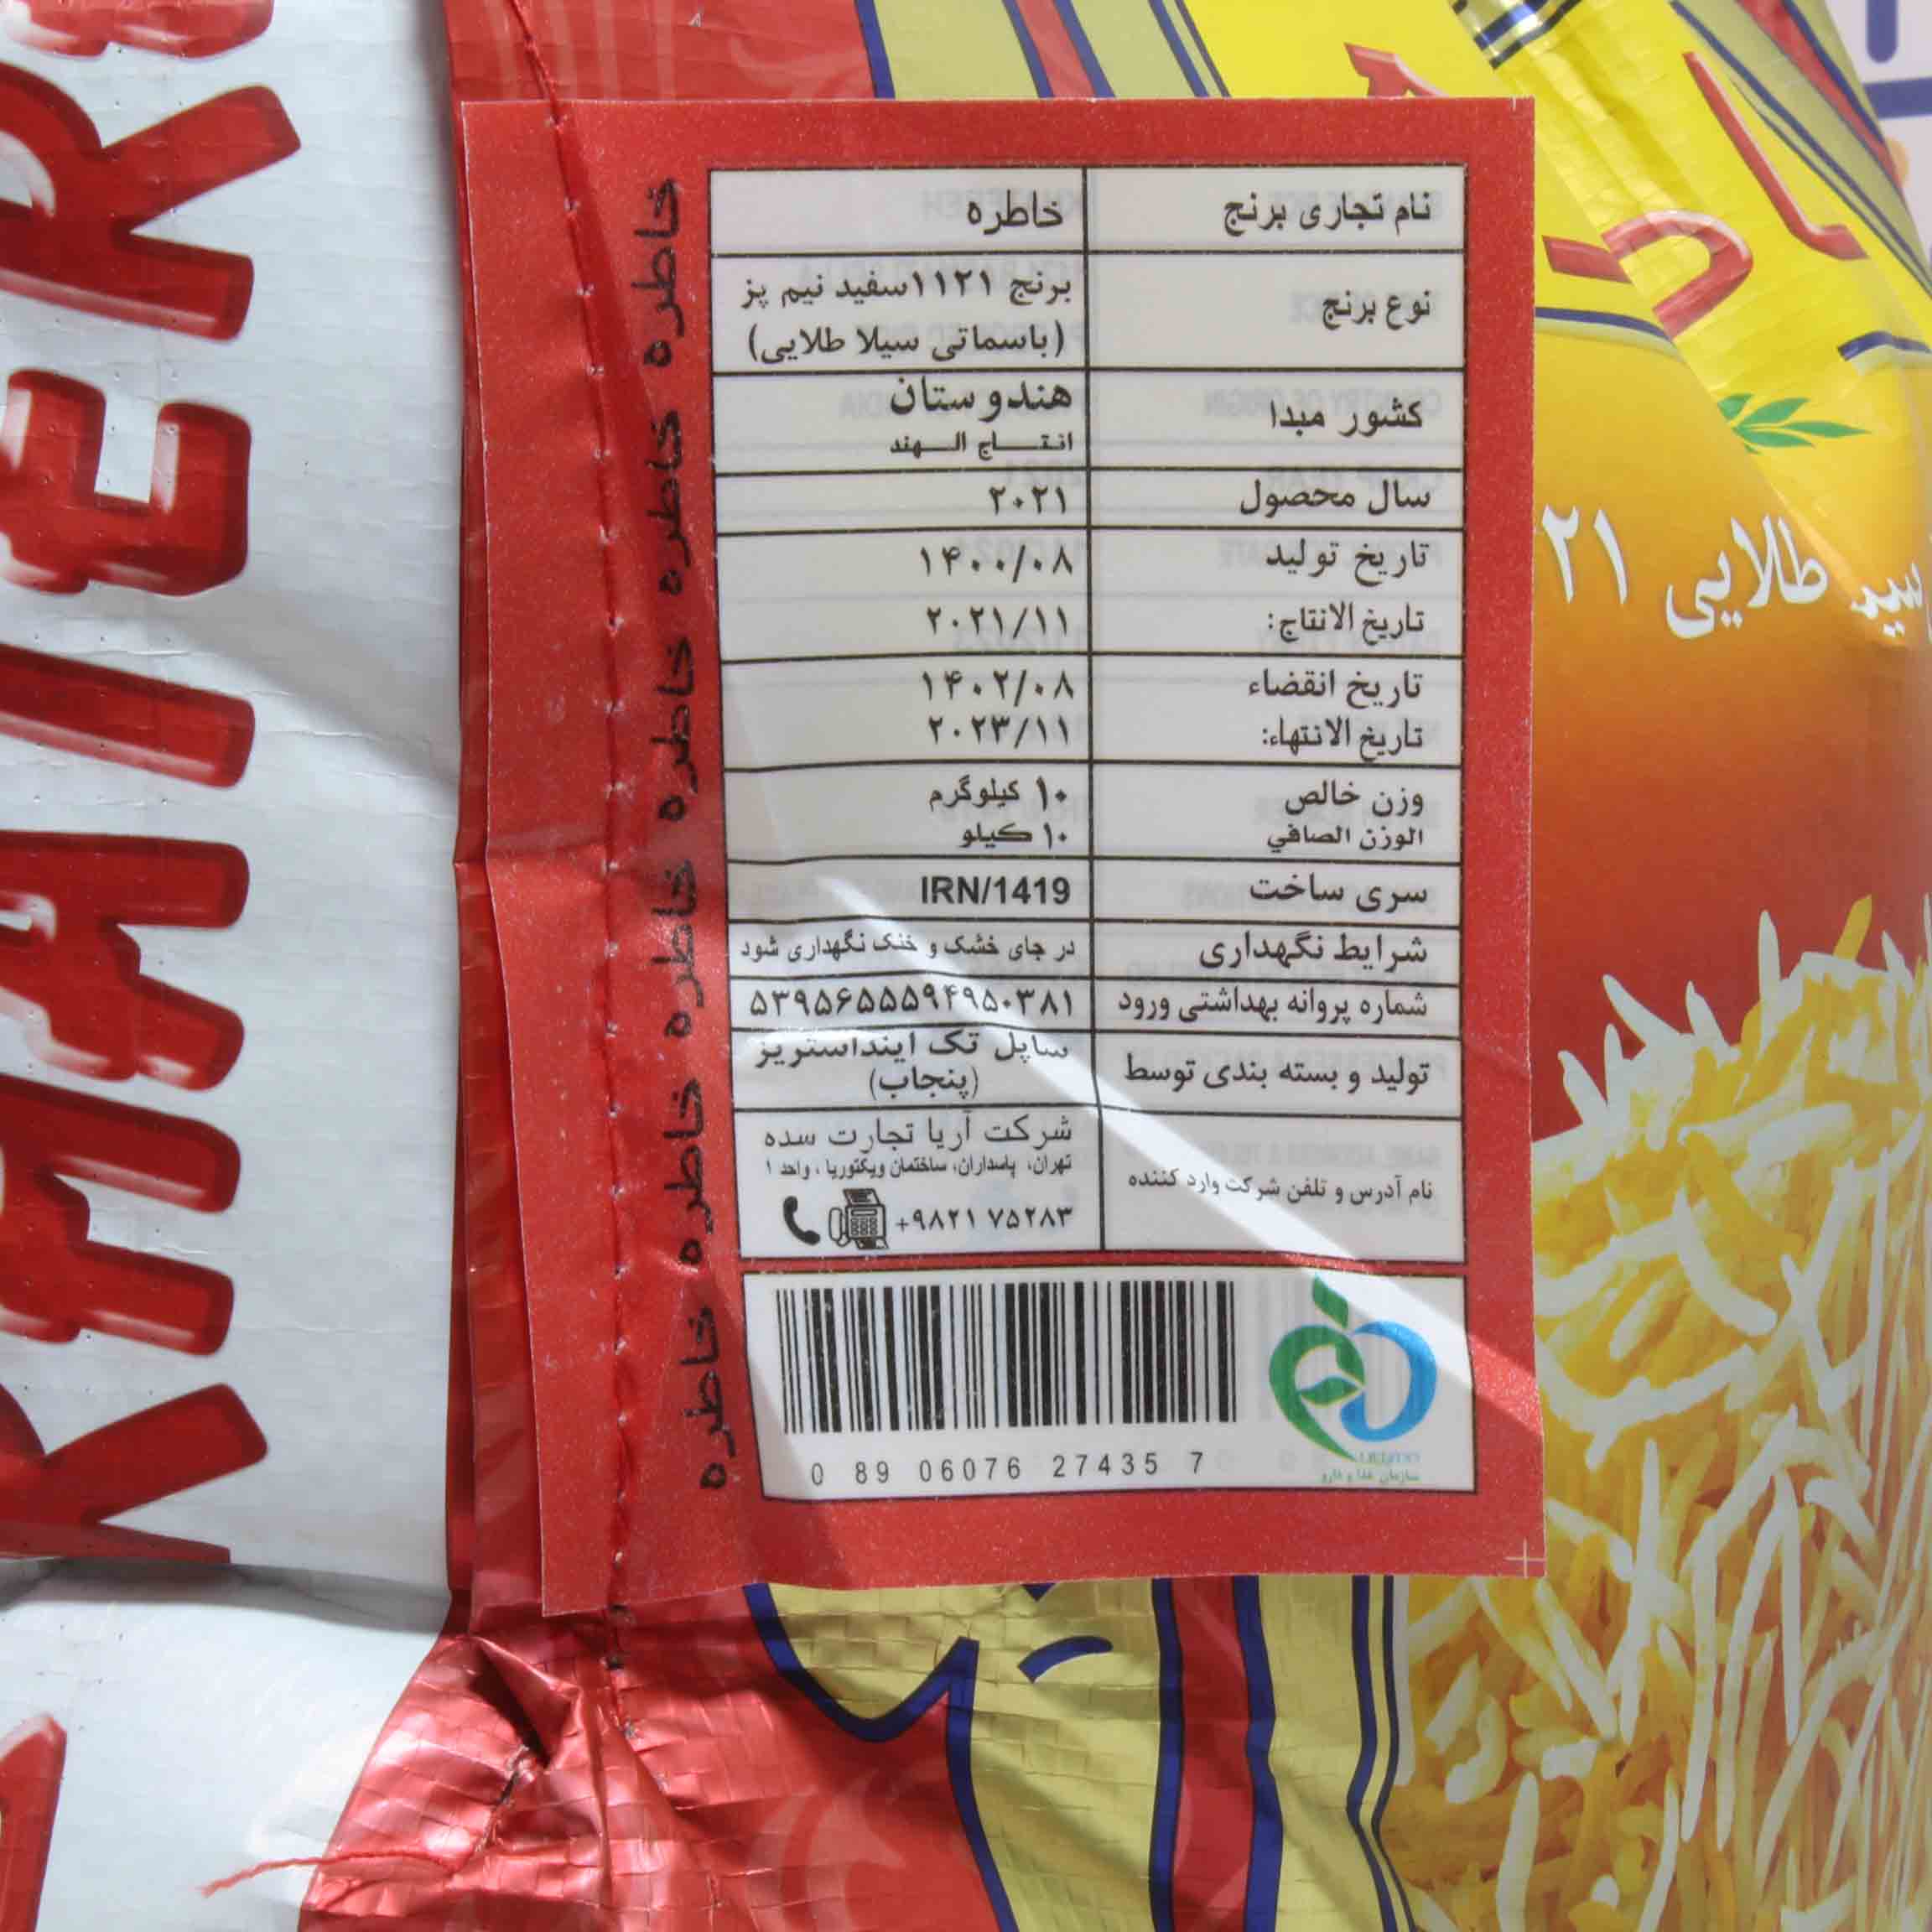 نام تجاری برنج خاطره
نوع برنج برنج ۱۱۲۱ سفید نیم پز
(باسماتی سیلا طلایی)
کشور مبدا هندوستان
انتاج الهند
سال محصول ۲۰۲۱
تاریخ تولید ۱۴۰۰/۰۸
تاریخ الانتاج: ۲۰۲۱/۱۱
تاریخ انقضاء ۱۴۰۲/۰۸
تاریخ الانتهاء: ۲۰۲۳/۱۱
وزن خالص ۱۰ کیلوگرم
الوزن الصافي ۱۰ کیلو
سری ساخت IRN/1419
شرایط نگهداری در جای خشک و خنک نگهداری شود
شماره پروانه بهداشتی ورود ۵۳۹۵۶۵۵۵۹۴۹۵۰۳۸۱
تولید و بسته بندی توسط ساپل تک اینداستریز
(پنجاب)
نام آدرس و تلفن شرکت وارد کننده شرکت آریا تجارت سده
تهران، پاسداران، ساختمان ویکتوریا ، واحد ۱
+۹۸۲۱ ۷۵۲۸۳
0 89 06076 27435 7
سازمان غذا و دارو
خاطره خاطره خاطره خاطره خاطره خاطره
طلایی ۲۱
KHATER